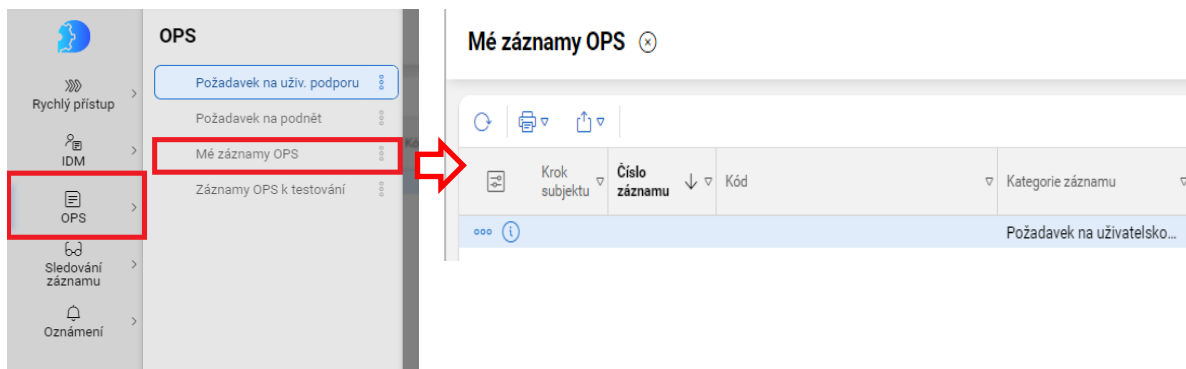 Rychlý přístup
IDM
OPS
Sledování
záznamu
Oznámení
OPS
Požadavek na uživ. podporu
Požadavek na podnět
Mé záznamy OPS
Záznamy OPS k testování
Mé záznamy OPS
Krok
subjektu
Číslo
záznamu
Kód
Kategorie záznamu
Požadavek na uživatelsko...